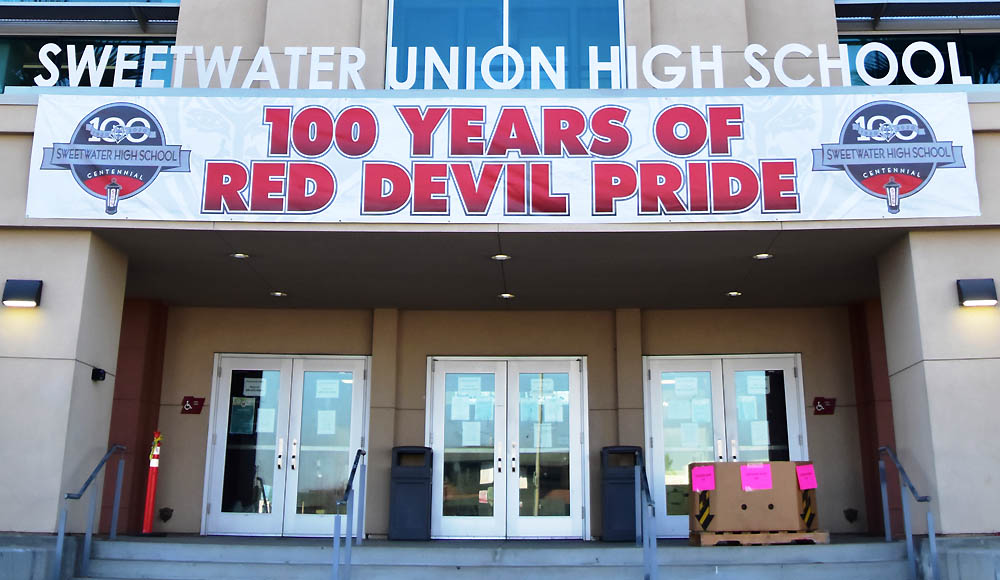 SWEETWATER UNION HIGH SCHOOL
100
SWEETWATER HIGH SCHOOL
CENTENNIAL
100 YEARS OF
RED DEVIL PRIDE
100
SWEETWATER HIGH SCHOOL
CENTENNIAL